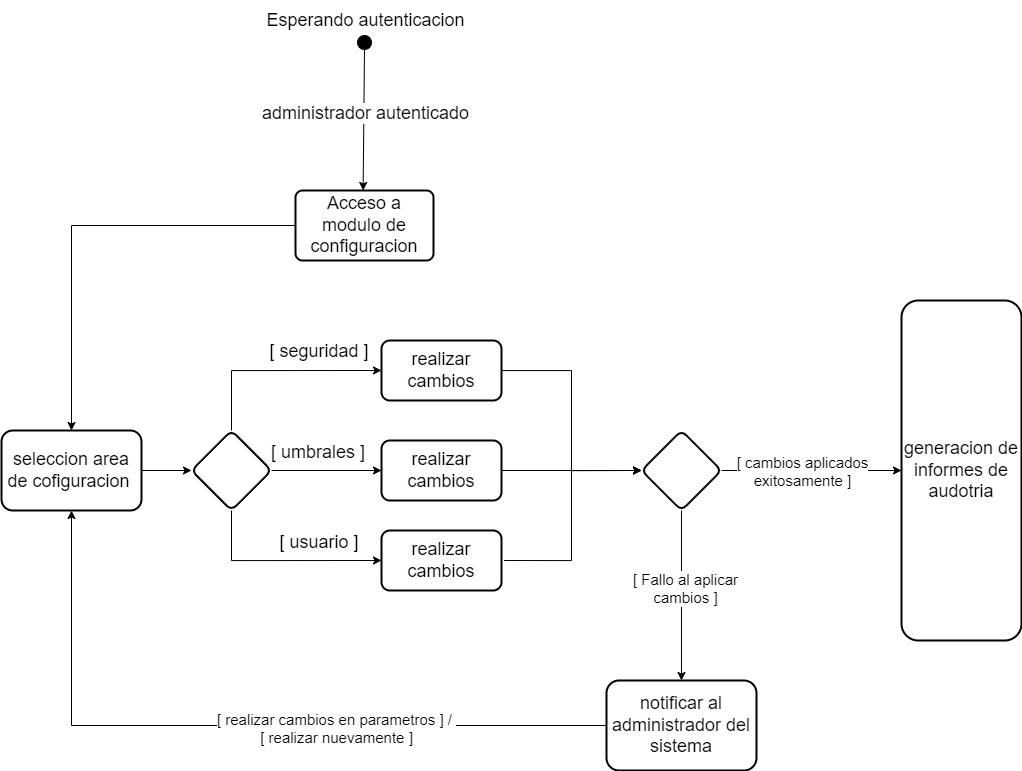 Esperando autenticacion
administrador autenticado
Acceso a
modulo de
configuracion
[ seguridad ]
realizar
cambios
seleccion area
de cofiguracion
[ umbrales ]
realizar
cambios
[ usuario ]
realizar
cambios
[ cambios aplicados
exitosamente ]
generacion de
informes de
audotria
[ Fallo al aplicar
cambios ]
notificar al
administrador del
sistema
[ realizar cambios en parametros ] /
[ realizar nuevamente ]